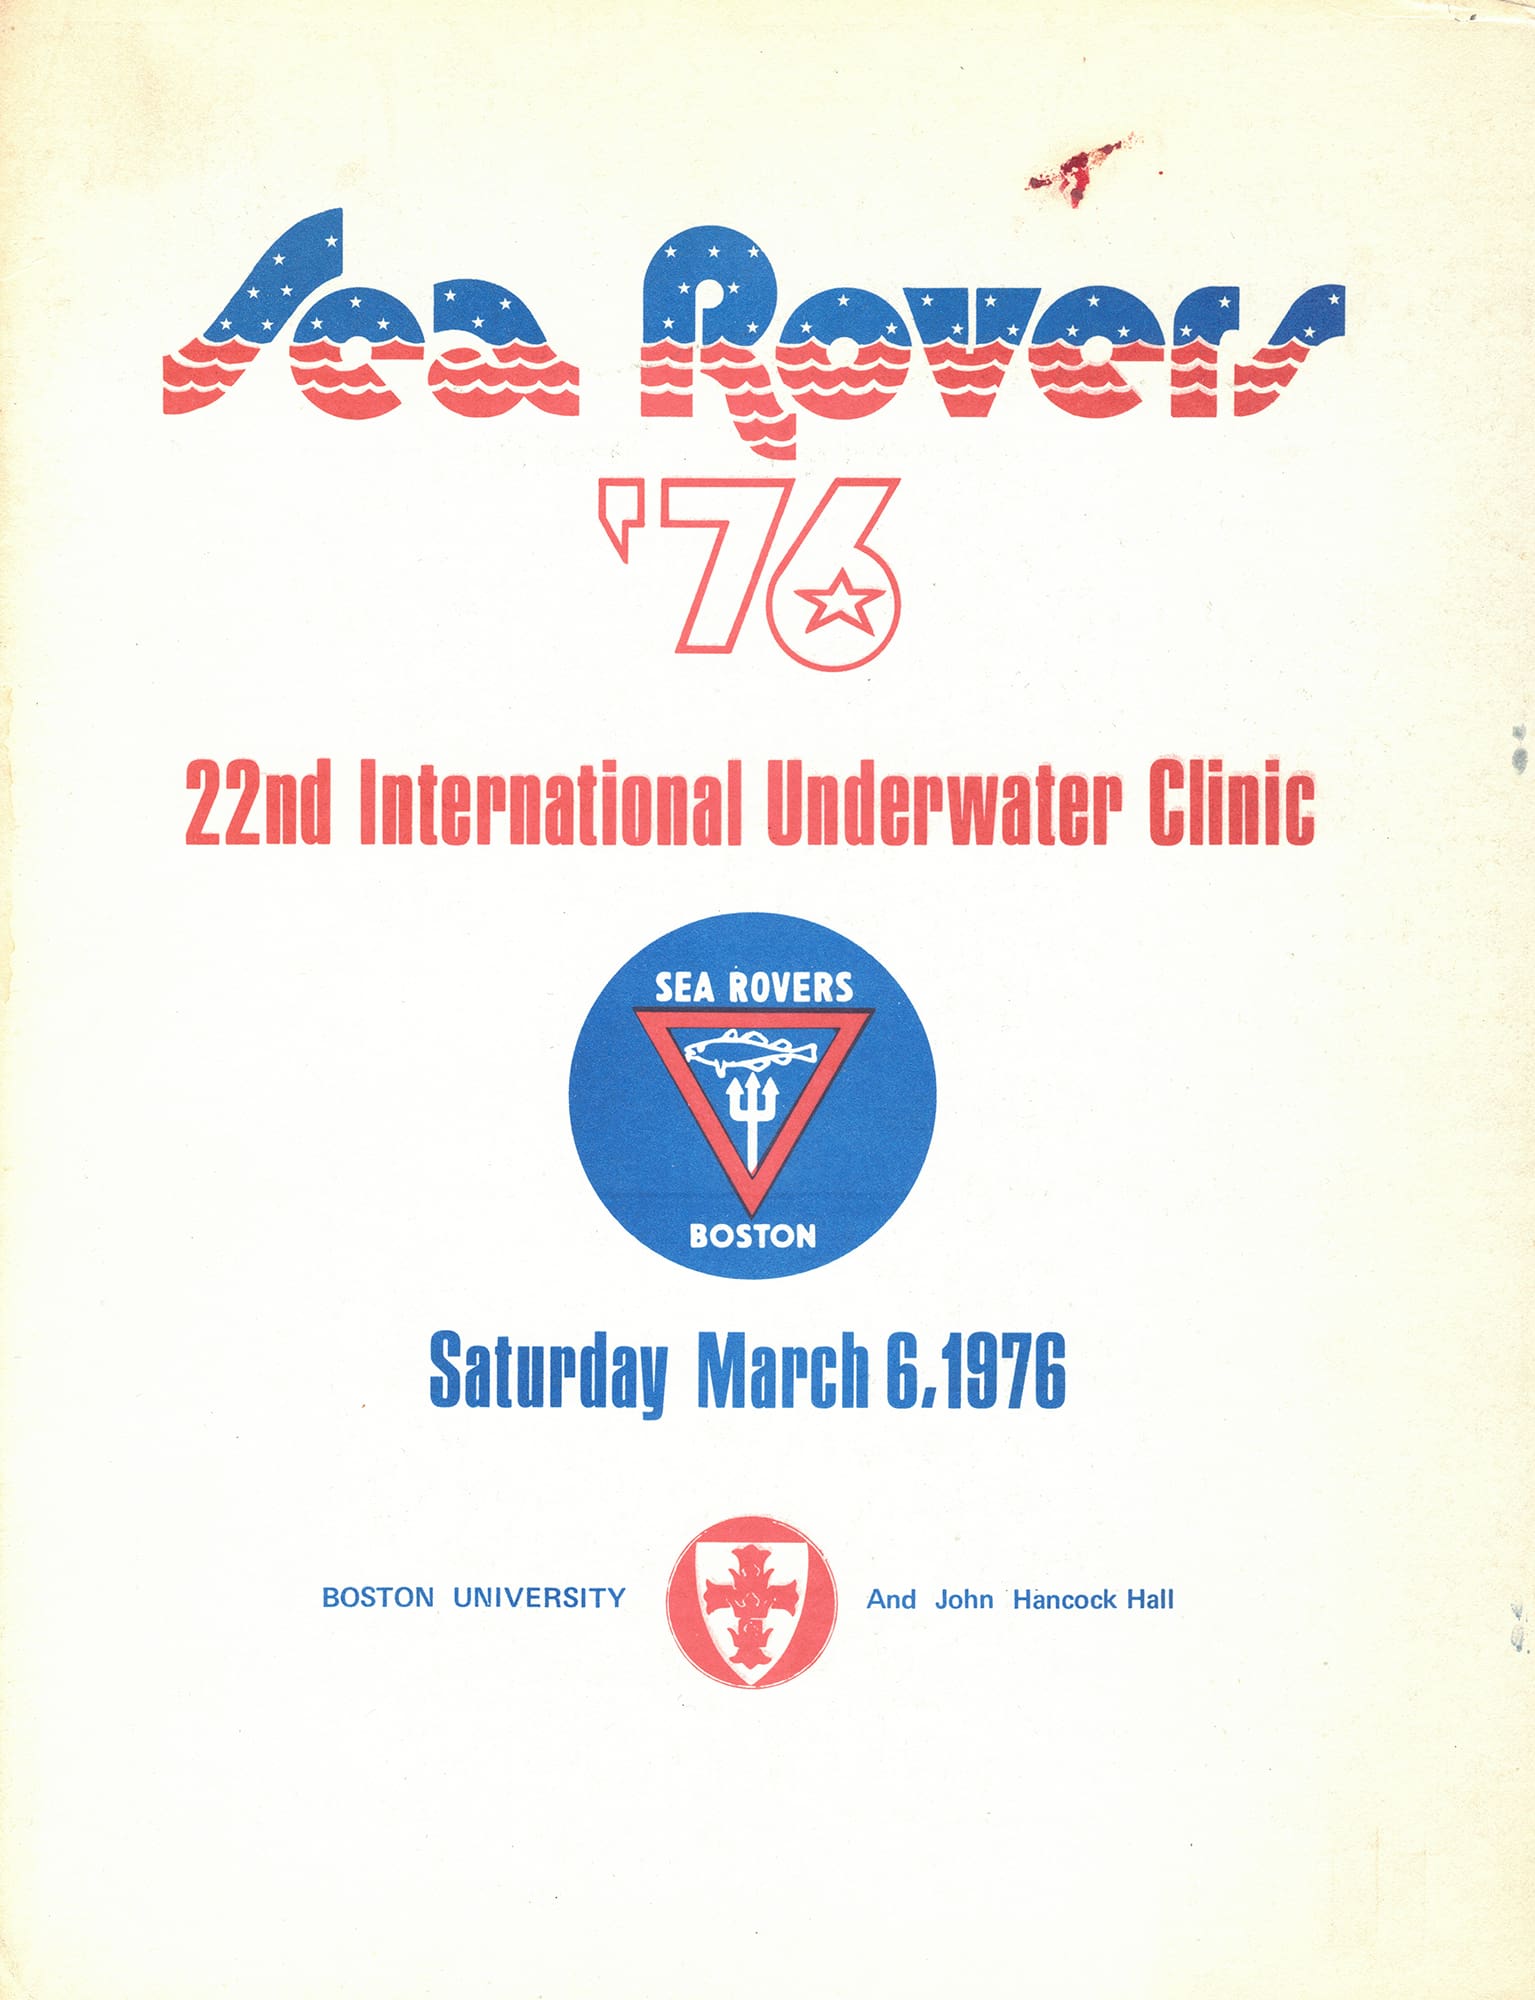 Sea Rovers
'76
22nd International Underwater Clinic
SEA ROVERS
BOSTON
Saturday March 6, 1976
BOSTON UNIVERSITY And John Hancock Hall